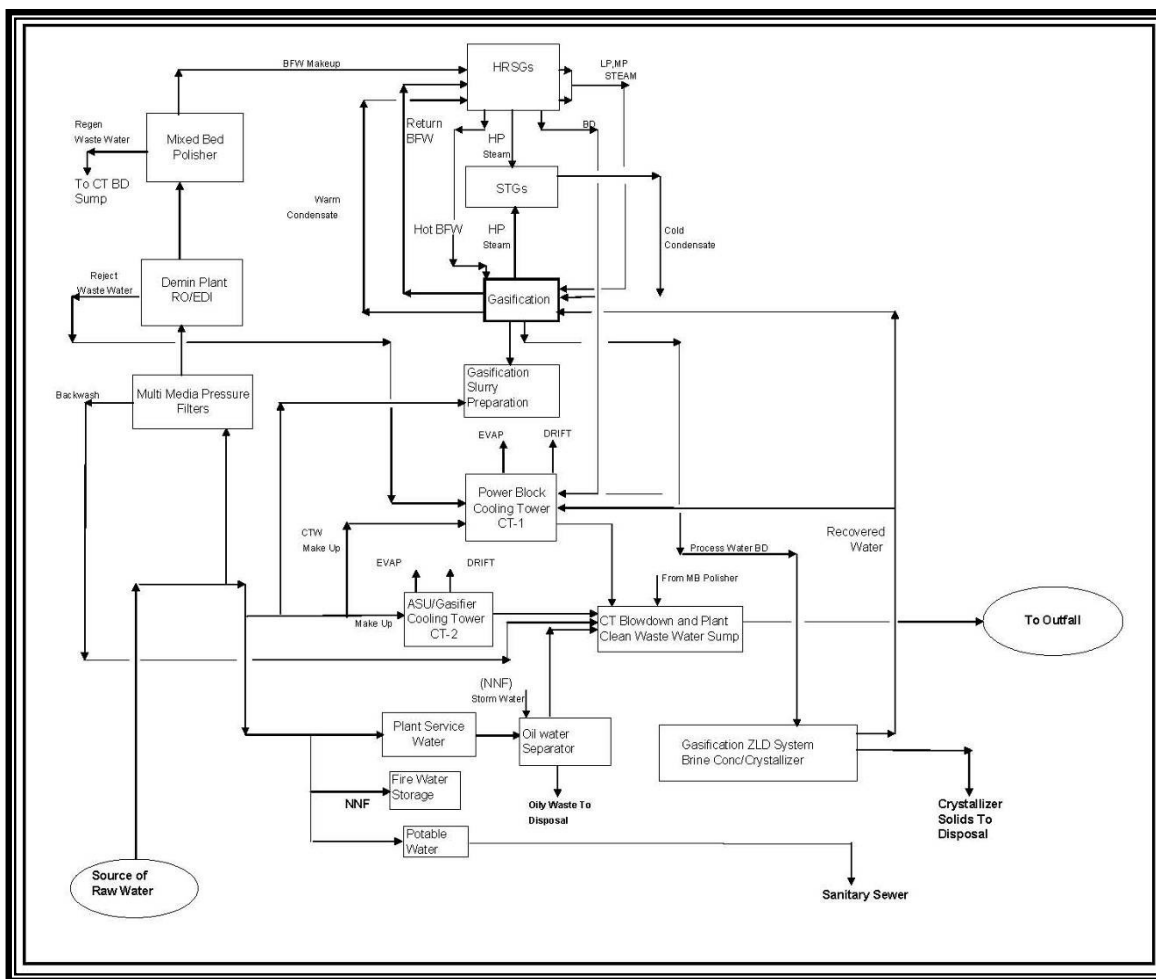 BFW Makeup
HRSGs
LP,MP
STEAM
Regen
Waste Water
Mixed Bed
Polisher
Return
BFW
HP
Steam
BD
To CT BD
Sump
STGs
Warm
Condensate
Hot BFW
HP
Steam
Cold
Condensate
Reject
Waste Water
Demin Plant
RO/EDI
Gasification
Backwash
Multi Media Pressure
Filters
Gasification
Slurry
Preparation
EVAP
DRIFT
Power Block
Cooling Tower
CT-1
CTW
Make Up
Recovered
Water
Process Water BD
EVAP
DRIFT
From MB Polisher
ASU/Gasifier
Cooling Tower
CT-2
Make Up
CT Blowdown and Plant
Clean Waste Water Sump
To Outfall
(NNF)
Storm Water
Plant Service
Water
Oil water
Separator
Gasification ZLD System
Brine Conc/Crystallizer
Fire Water
Storage
NNF
Oily Waste To
Disposal
Crystallizer
Solids To
Disposal
Potable
Water
Source of
Raw Water
Sanitary Sewer